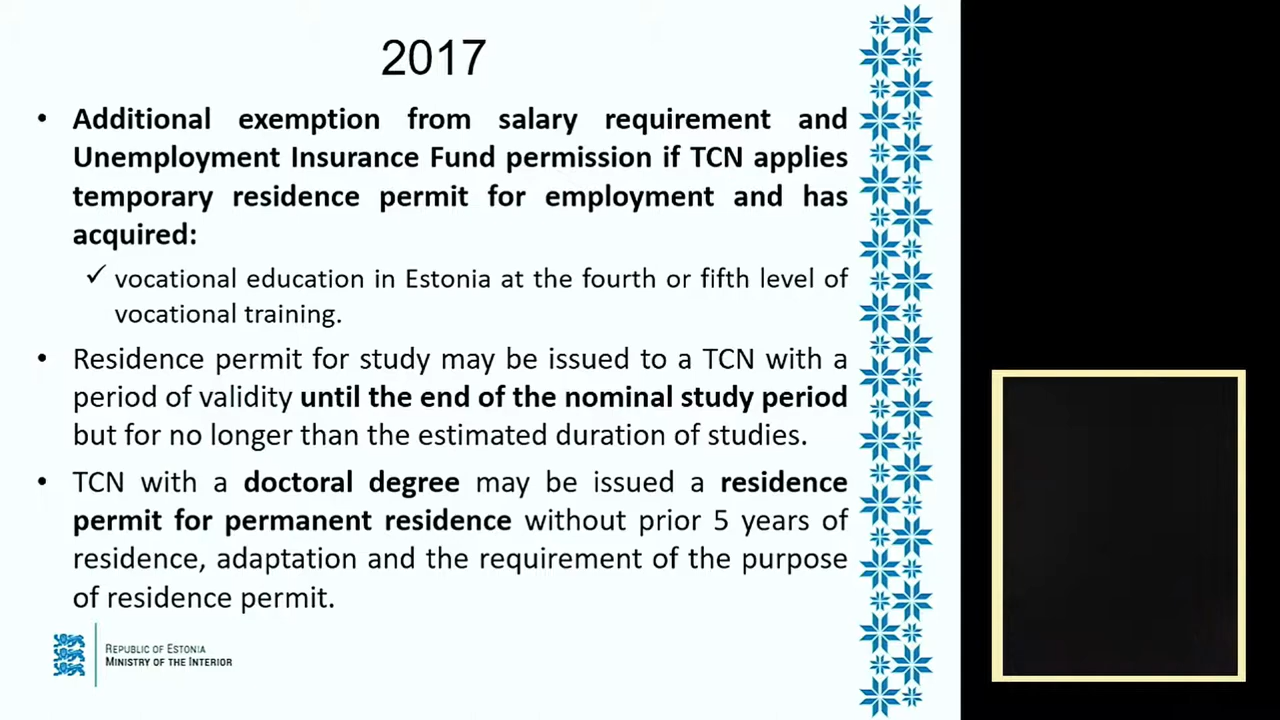 2017
• Additional exemption from salary requirement and
Unemployment Insurance Fund permission if TCN applies
temporary residence permit for employment and has
acquired:
✓ vocational education in Estonia at the fourth or fifth level of
vocational training.
• Residence permit for study may be issued to a TCN with a
period of validity until the end of the nominal study period
but for no longer than the estimated duration of studies.
• TCN with a doctoral degree may be issued a residence
permit for permanent residence without prior 5 years of
residence, adaptation and the requirement of the purpose
of residence permit.
REPUBLIC OF ESTONIA
MINISTRY OF THE INTERIOR